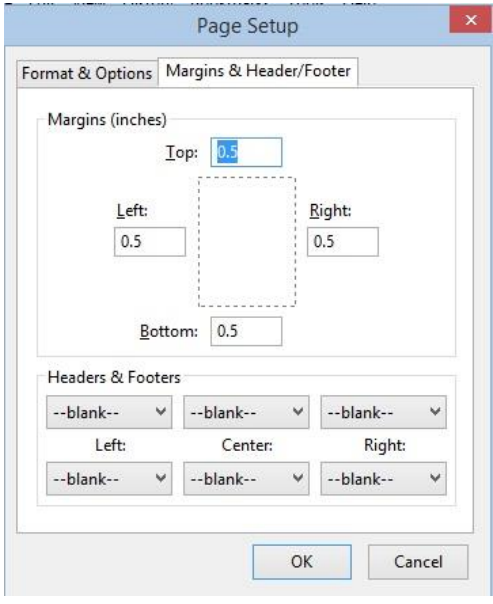 Page Setup
Format & Options Margins & Header/Footer
Margins (inches)
Top: 0.5
Left: Right:
0.5 0.5
Bottom: 0.5
Headers & Footers
--blank-- --blank-- --blank--
Left: Center: Right:
--blank-- --blank-- --blank--
OK Cancel